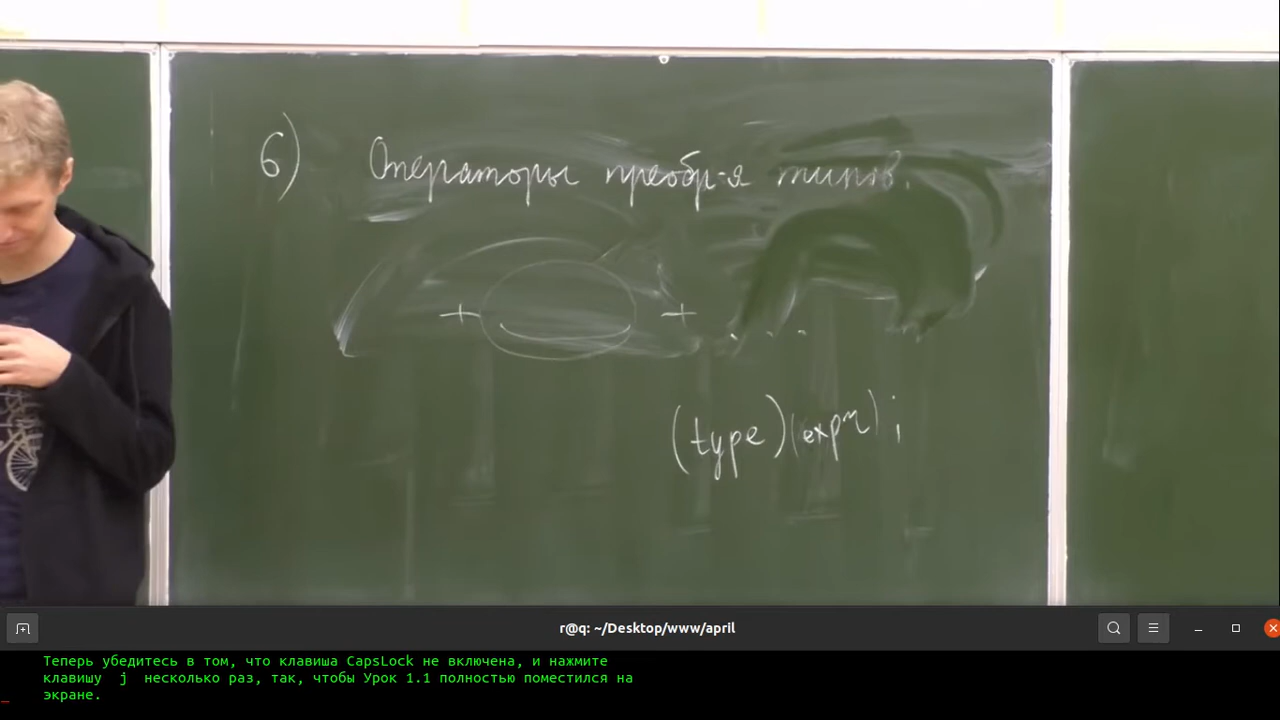 6) Операторы преобр-я типов.
+ + . . .
(type)(expr);
r@q: ~/Desktop/www/april
Теперь убедитесь в том, что клавиша CapsLock не включена, и нажмите
клавишу j несколько раз, так, чтобы Урок 1.1 полностью поместился на
экране.